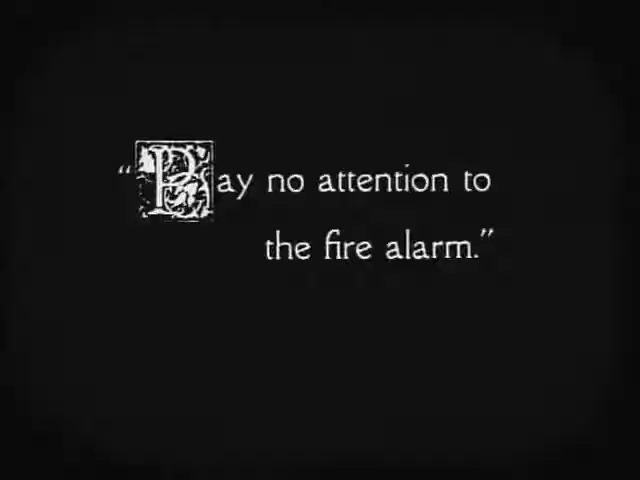 “Pay no attention to
the fire alarm.”